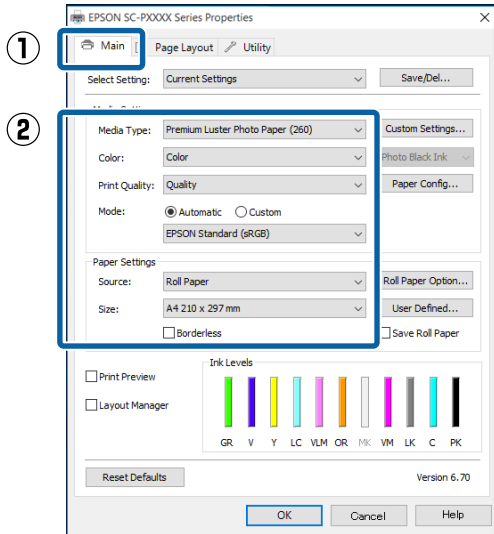 EPSON SC-PXXXX Series Properties
①
Main Page Layout Utility
Select Setting: Current Settings Save/Del...
②
Media Type: Premium Luster Photo Paper (260) Custom Settings...
Color: Color Photo Black Ink
Print Quality: Quality Paper Config...
Mode: Automatic Custom
EPSON Standard (sRGB)
Paper Settings
Source: Roll Paper Roll Paper Option...
Size: A4 210 x 297 mm User Defined...
Borderless Save Roll Paper
Ink Levels
Print Preview
Layout Manager
GR V Y LC VLM OR MK VM LK C PK
Reset Defaults Version 6.70
OK Cancel Help